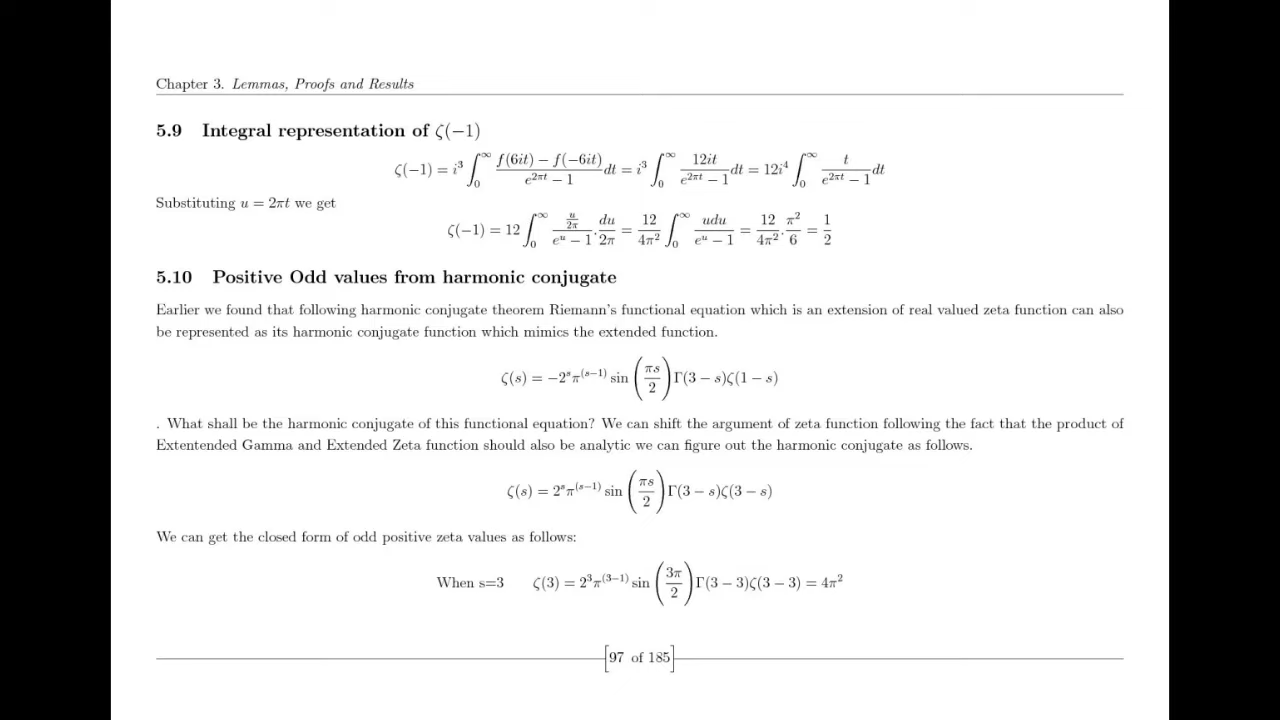 Chapter 3. Lemmas, Proofs and Results
5.9 Integral representation of ζ(−1)
ζ(−1) = i³ ∫₀^∞ (f(6it) − f(−6it))/(e^{2πt} − 1) dt = i³ ∫₀^∞ 12it/(e^{2πt} − 1) dt = 12i⁴ ∫₀^∞ t/(e^{2πt} − 1) dt
Substituting u = 2πt we get
ζ(−1) = 12 ∫₀^∞ (u/2π)/(e^u − 1) . du/2π = 12/4π² ∫₀^∞ udu/(e^u − 1) = 12/4π² . π²/6 = 1/2
5.10 Positive Odd values from harmonic conjugate
Earlier we found that following harmonic conjugate theorem Riemann's functional equation which is an extension of real valued zeta function can also
be represented as its harmonic conjugate function which mimics the extended function.
ζ(s) = −2^s π^{(s−1)} sin (πs/2) Γ(3 − s)ζ(1 − s)
. What shall be the harmonic conjugate of this functional equation? We can shift the argument of zeta function following the fact that the product of
Extentended Gamma and Extended Zeta function should also be analytic we can figure out the harmonic conjugate as follows.
ζ(s) = 2^s π^{(s−1)} sin (πs/2) Γ(3 − s)ζ(3 − s)
We can get the closed form of odd positive zeta values as follows:
When s=3 ζ(3) = 2³π^{(3−1)} sin (3π/2) Γ(3 − 3)ζ(3 − 3) = 4π²
[97 of 185]